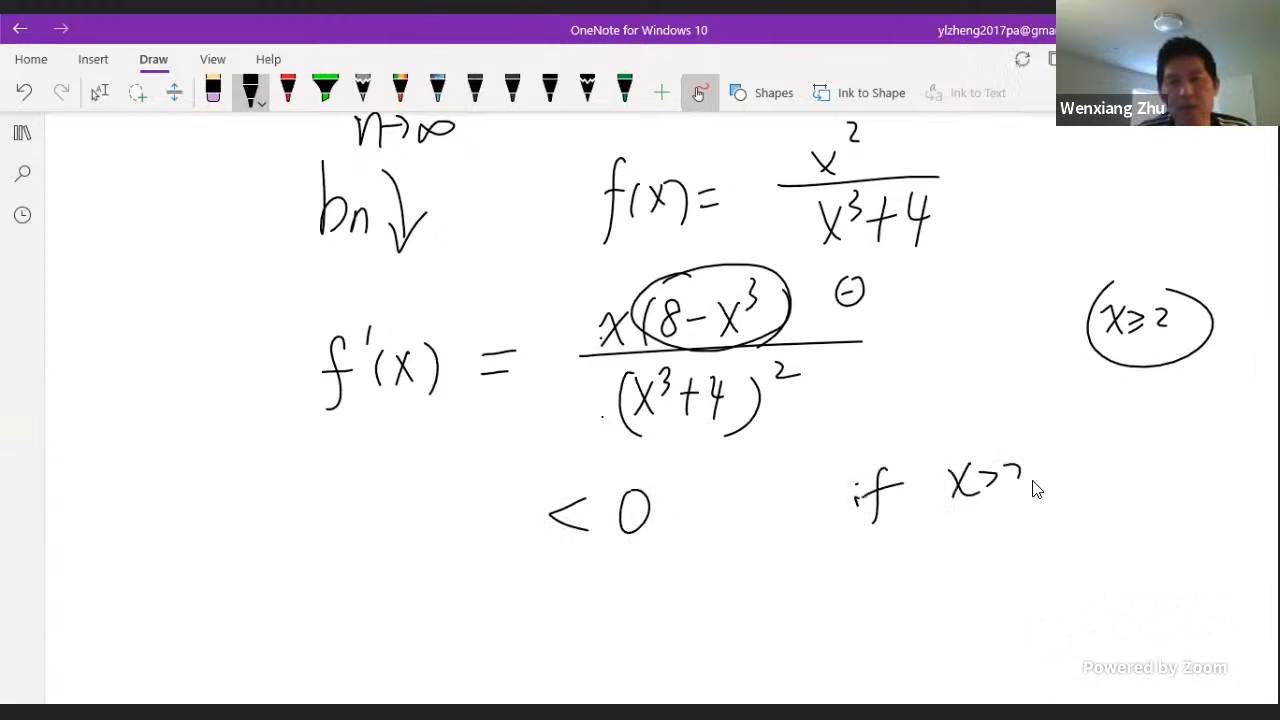 OneNote for Windows 10
ylzheng2017pa@gma
Home Insert Draw View Help
Shapes Ink to Shape Ink to Text
Wenxiang Zhu
n→∞
bn↓ f(x)= x²/(x³+4)
f'(x) = x(8-x³)/(x³+4)² ⊖ x≥2
< 0 if x>
Powered by Zoom